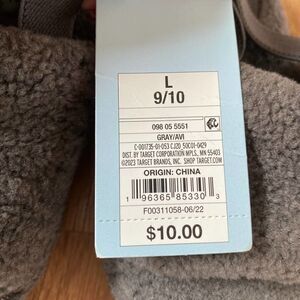 L
9/10
098 05 5551
GRAY/AVI
C-001735-01-053 CJ20_50C01-0429
DIST. BY TARGET CORPORATION MPLS, MN 55403
©2023 TARGET BRANDS, INC. SHOP TARGET.COM
ORIGIN: CHINA
1 96365 85330 3
F00311058-06/22
$10.00